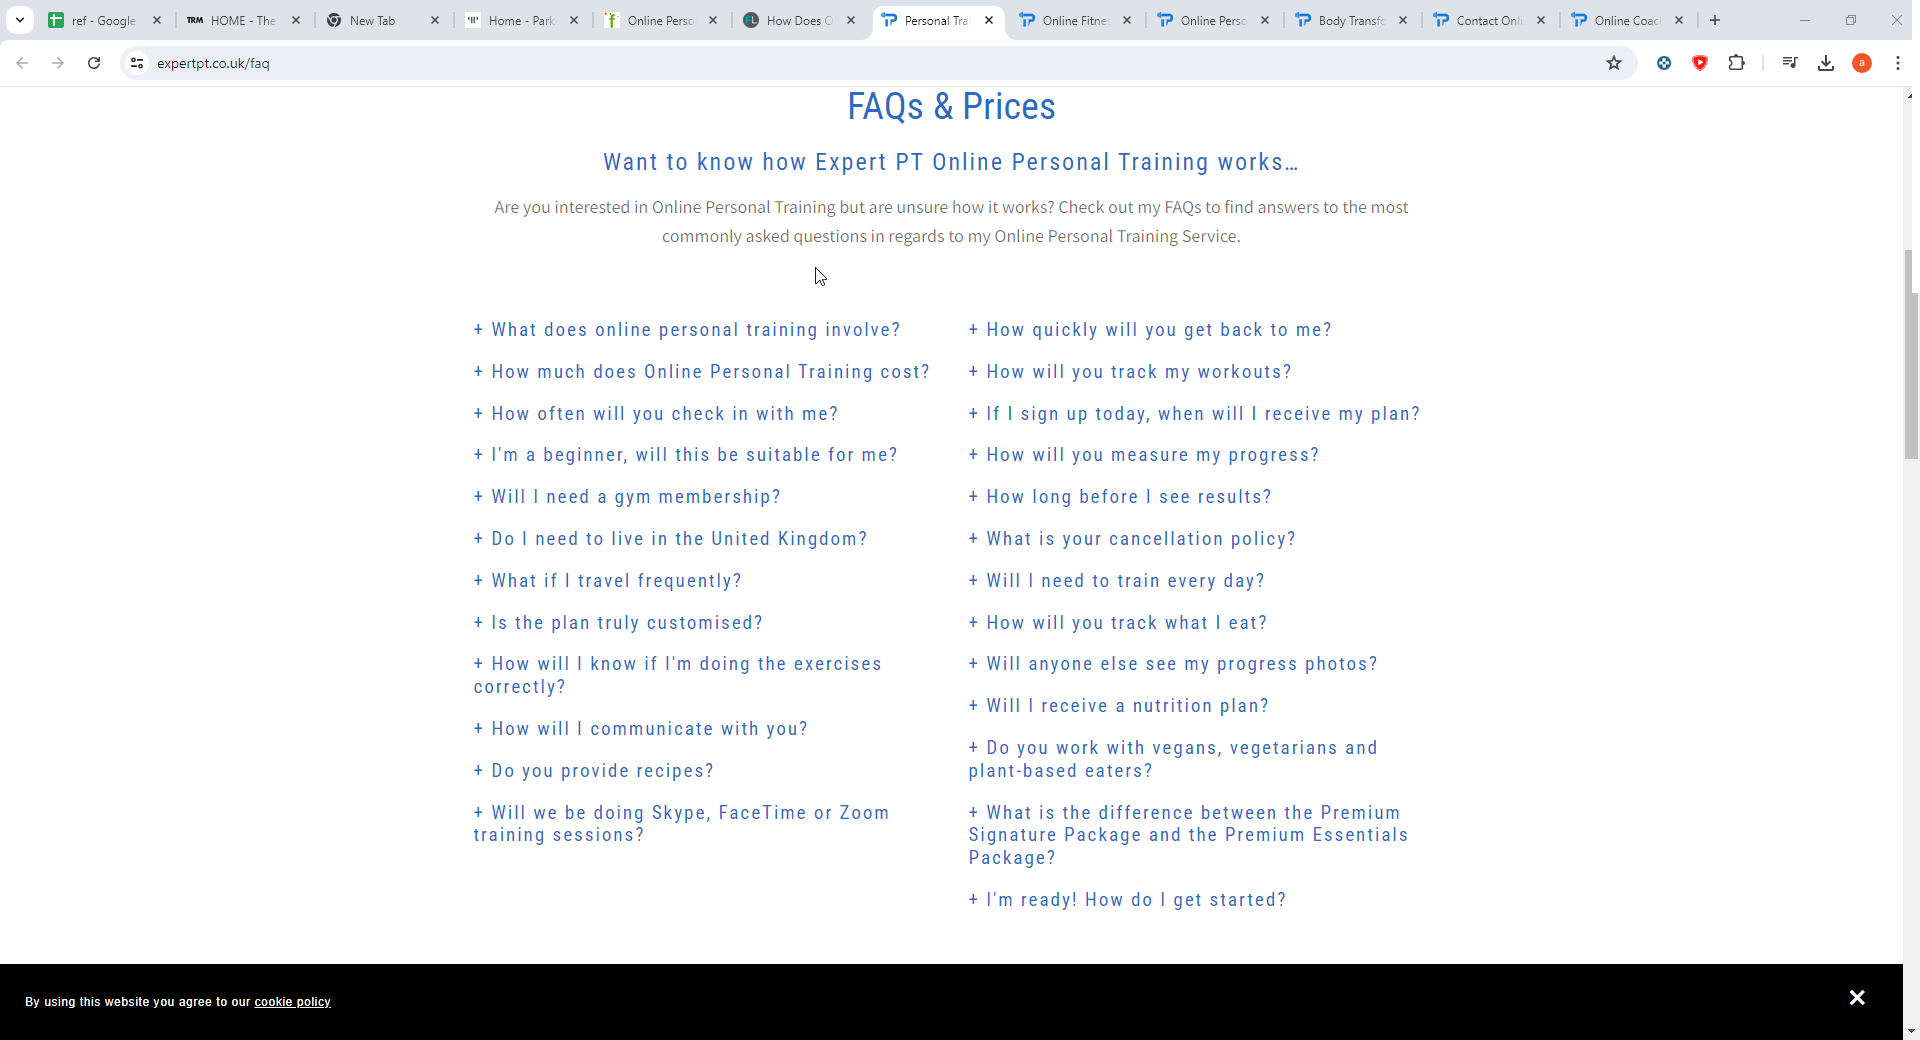 ref - Google
HOME - The
New Tab
Home - Park
Online Perso
How Does O
Personal Trai
Online Fitne
Online Perso
Body Transfo
Contact Onli
Online Coac
expertpt.co.uk/faq
a
FAQs & Prices
Want to know how Expert PT Online Personal Training works...
Are you interested in Online Personal Training but are unsure how it works? Check out my FAQs to find answers to the most
commonly asked questions in regards to my Online Personal Training Service.
+ What does online personal training involve?
+ How much does Online Personal Training cost?
+ How often will you check in with me?
+ I'm a beginner, will this be suitable for me?
+ Will I need a gym membership?
+ Do I need to live in the United Kingdom?
+ What if I travel frequently?
+ Is the plan truly customised?
+ How will I know if I'm doing the exercises
correctly?
+ How will I communicate with you?
+ Do you provide recipes?
+ Will we be doing Skype, FaceTime or Zoom
training sessions?
+ How quickly will you get back to me?
+ How will you track my workouts?
+ If I sign up today, when will I receive my plan?
+ How will you measure my progress?
+ How long before I see results?
+ What is your cancellation policy?
+ Will I need to train every day?
+ How will you track what I eat?
+ Will anyone else see my progress photos?
+ Will I receive a nutrition plan?
+ Do you work with vegans, vegetarians and
plant-based eaters?
+ What is the difference between the Premium
Signature Package and the Premium Essentials
Package?
+ I'm ready! How do I get started?
By using this website you agree to our cookie policy